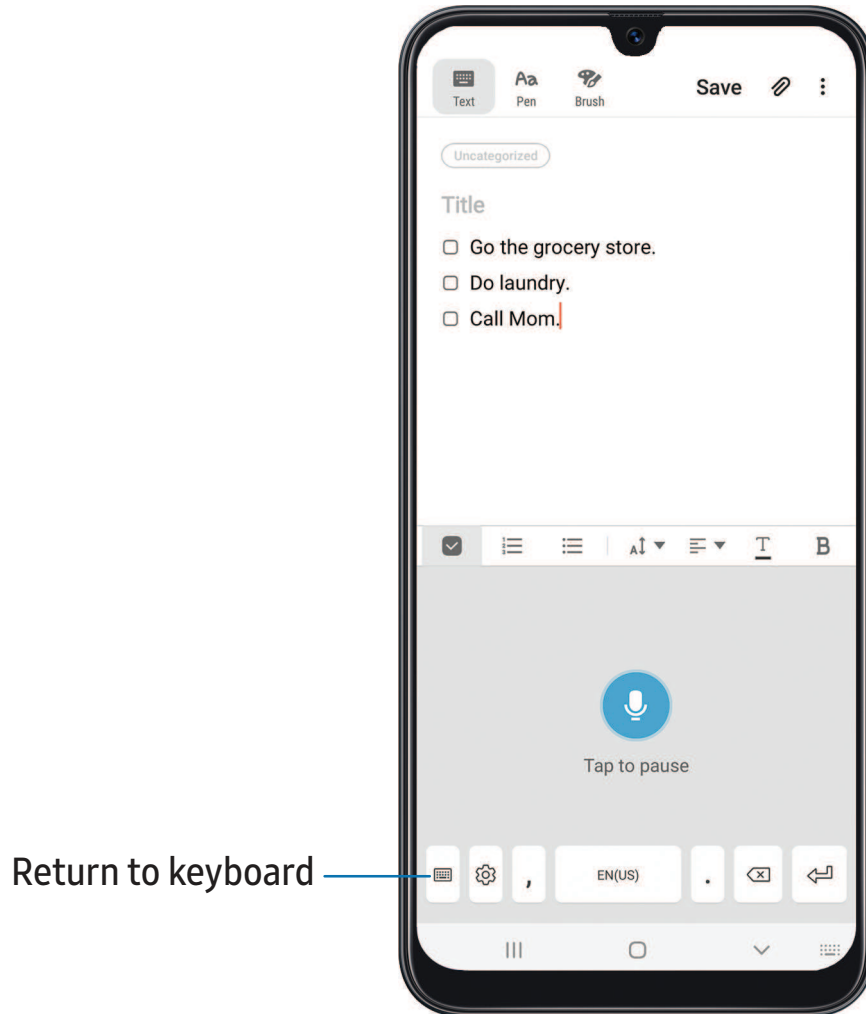 Text
Aa
Pen
Brush
Save
Uncategorized
Title
Go the grocery store.
Do laundry.
Call Mom.
A
T
B
Tap to pause
Return to keyboard
,
EN(US)
.